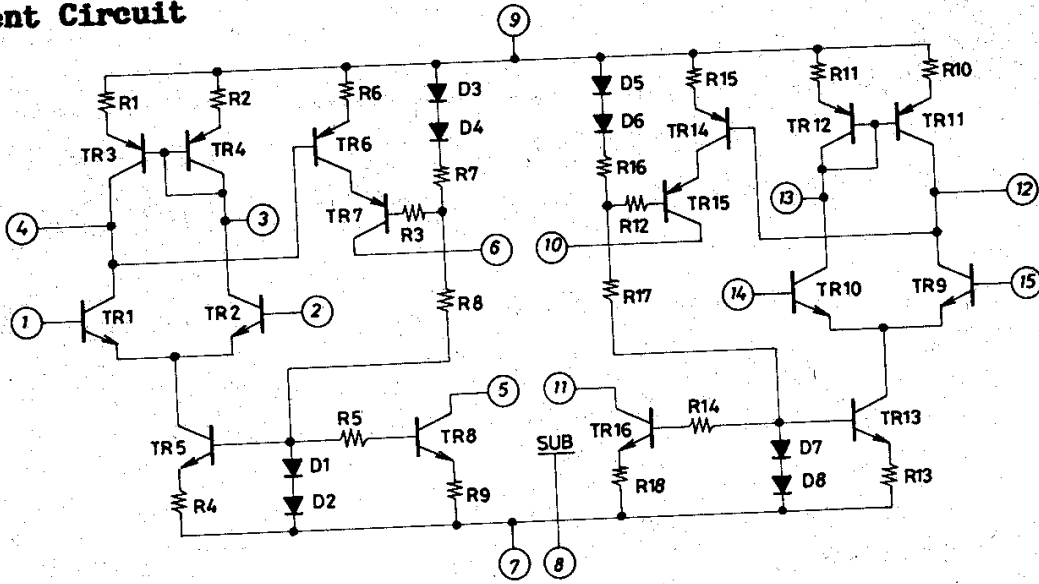 ent Circuit
9
R1
R2
R6
D3
D5
R15
R11
R10
D4
D6
TR3
TR4
TR6
TR14
TR12
TR11
R7
R16
TR7
R3
R12
TR15
13
12
4
3
6
10
R8
R17
1
TR1
TR2
2
14
TR10
TR9
15
5
11
R5
R14
TR5
TR8
TR16
TR13
SUB
D1
D7
R4
D2
R9
R18
D8
R13
7
8